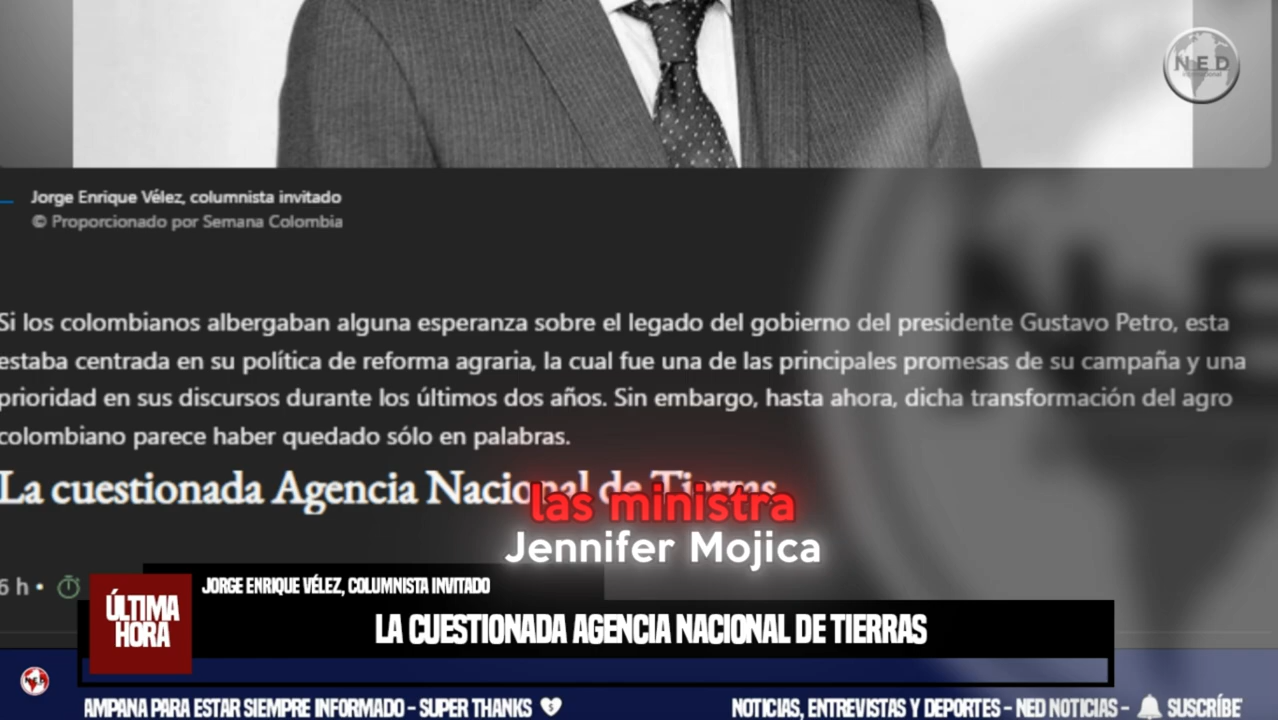 NED
Jorge Enrique Vélez, columnista invitado
© Proporcionado por Semana Colombia
Si los colombianos albergaban alguna esperanza sobre el legado del gobierno del presidente Gustavo Petro, esta
estaba centrada en su política de reforma agraria, la cual fue una de las principales promesas de su campaña y una
prioridad en sus discursos durante los últimos dos años. Sin embargo, hasta ahora, dicha transformación del agro
colombiano parece haber quedado sólo en palabras.
La cuestionada Agencia Nacional de Tierras
las ministra
Jennifer Mojica
6 h •
ÚLTIMA
HORA
JORGE ENRIQUE VÉLEZ, COLUMNISTA INVITADO
LA CUESTIONADA AGENCIA NACIONAL DE TIERRAS
AMPANA PARA ESTAR SIEMPRE INFORMADO - SUPER THANKS
NOTICIAS, ENTREVISTAS Y DEPORTES - NED NOTICIAS - SUSCRÍBE